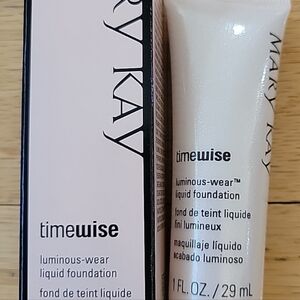 RY KAY
timewise
luminous-wear
liquid foundation
fond de teint liquide
MARY KAY
timewise
luminous-wear™
liquid foundation
fond de teint liquide
fini lumineux
maquillaje líquido
acabado luminoso
1 FL. OZ. / 29 mL